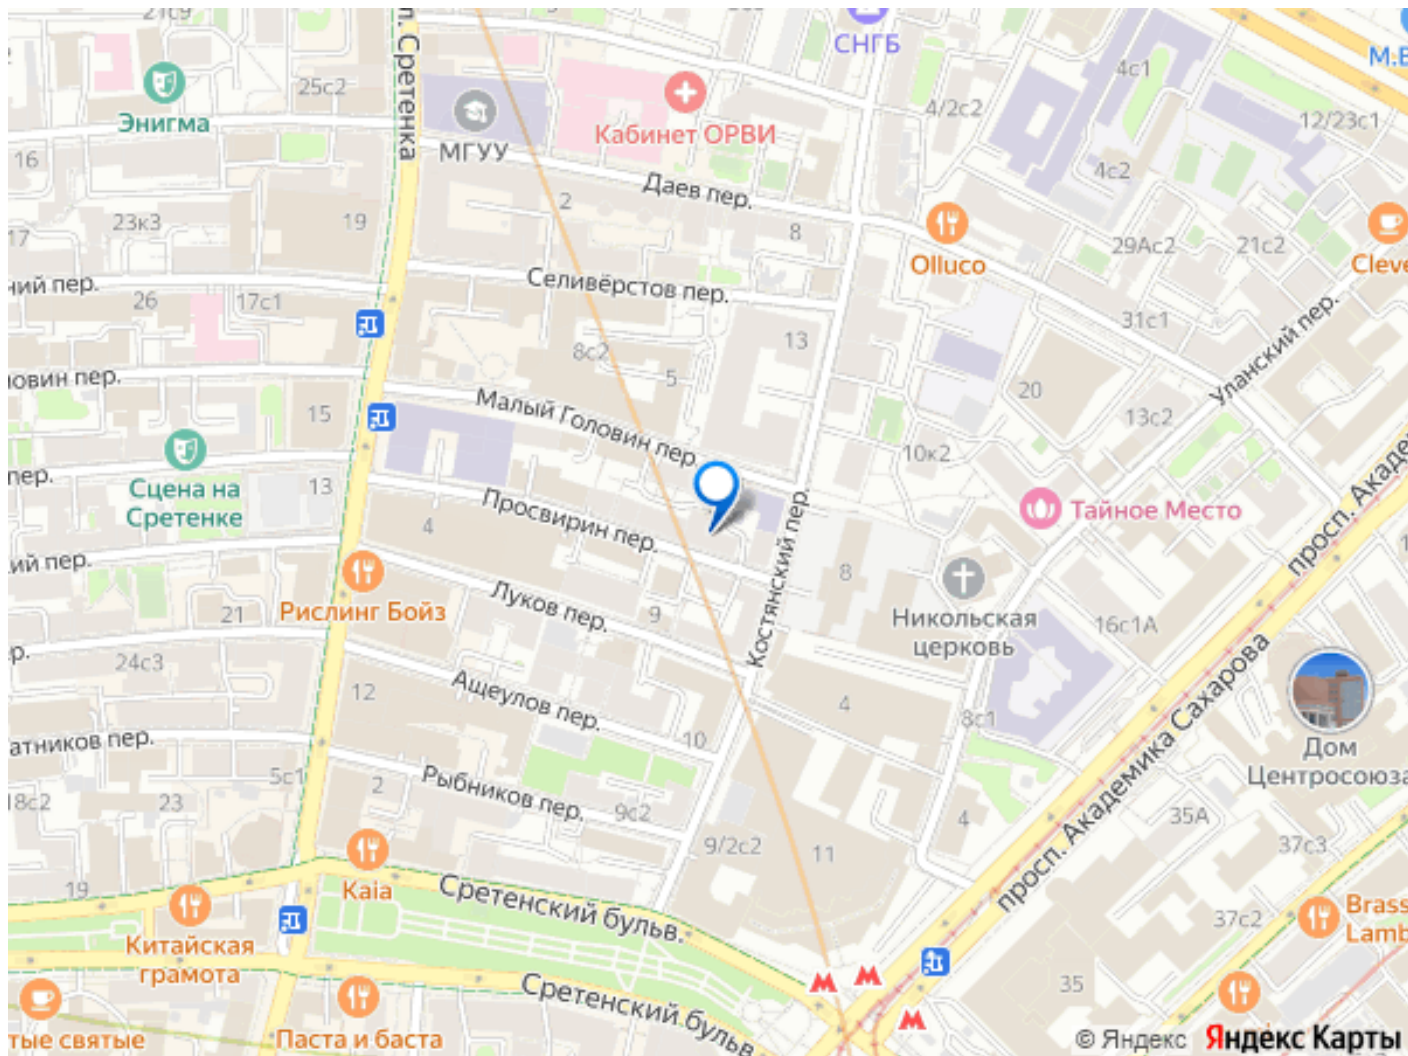 21с9
ул. Сретенка
СНГБ
М.В
Энигма
25с2
МГУУ
Кабинет ОРВИ
4с1
4/2с2
12/23с1
16
Даев пер.
4с2
2
23к3
19
17
8
Olluco
29Ас2
21с2
Cleve
ний пер.
26
17с1
Селивёрстов пер.
31с1
Уланский пер.
8с2
13
5
20
овин пер.
15
Малый Головин пер.
13с2
10к2
пер.
Сцена на
Сретенке
13
4
Просвирин пер.
Костянский пер.
Тайное Место
просп. Акаде
ий пер.
Рислинг Бойз
21
Луков пер.
9
8
Никольская
церковь
16с1А
р.
24с3
12
Ащеулов пер.
4
8с1
просп. Академика Сахарова
Дом
Центросоюза
атников пер.
5с1
10
18с2
23
2
Рыбников пер.
9с2
9/2с2
11
4
35А
37с3
19
Kaia
Сретенский бульв.
37с2
Brass
Lamb
Китайская
грамота
35
Сретенский бульв.
тые святые
Паста и баста
© Яндекс Яндекс Карты